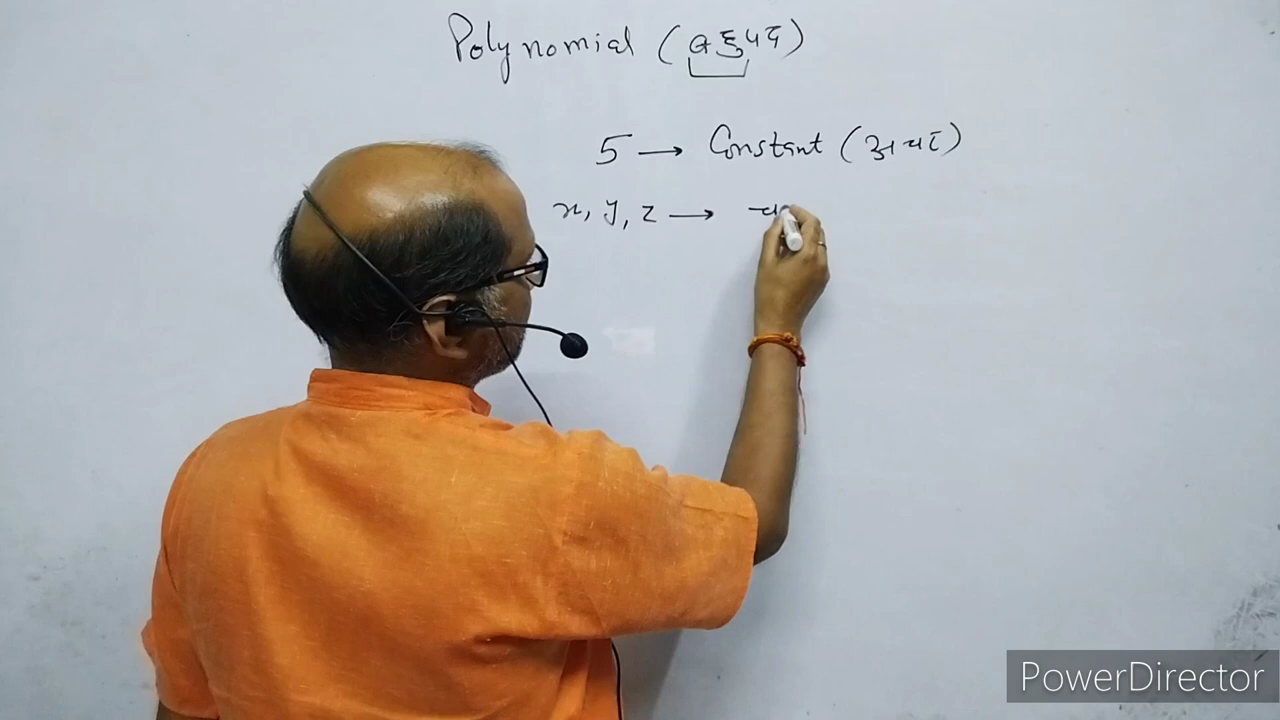 Polynomial (बहुपद)
5 → Constant (अचर)
x, y, z → च
PowerDirector